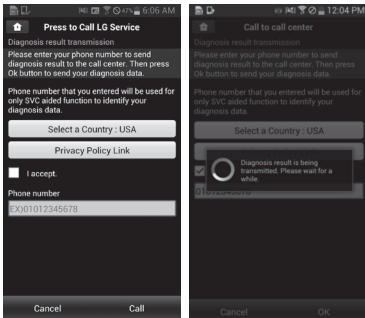 47% 6:06 AM
Press to Call LG Service
Diagnosis result transmission
Please enter your phone number to send
diagnosis result to the call center. Then press
Ok button to send your diagnosis data.
Phone number that you entered will be used for
only SVC aided function to identify your
diagnosis data.
Select a Country : USA
Privacy Policy Link
I accept.
Phone number
EX)01012345678
Cancel
Call
12:04 PM
Call to call center
Diagnosis result transmission
Please enter your phone number to send
diagnosis result to the call center. Then press
Ok button to send your diagnosis data.
Phone number that you entered will be used for
only SVC aided function to identify your
diagnosis data.
Select a Country : USA
Diagnosis result is being
transmitted. Please wait for a
while.
Cancel
OK